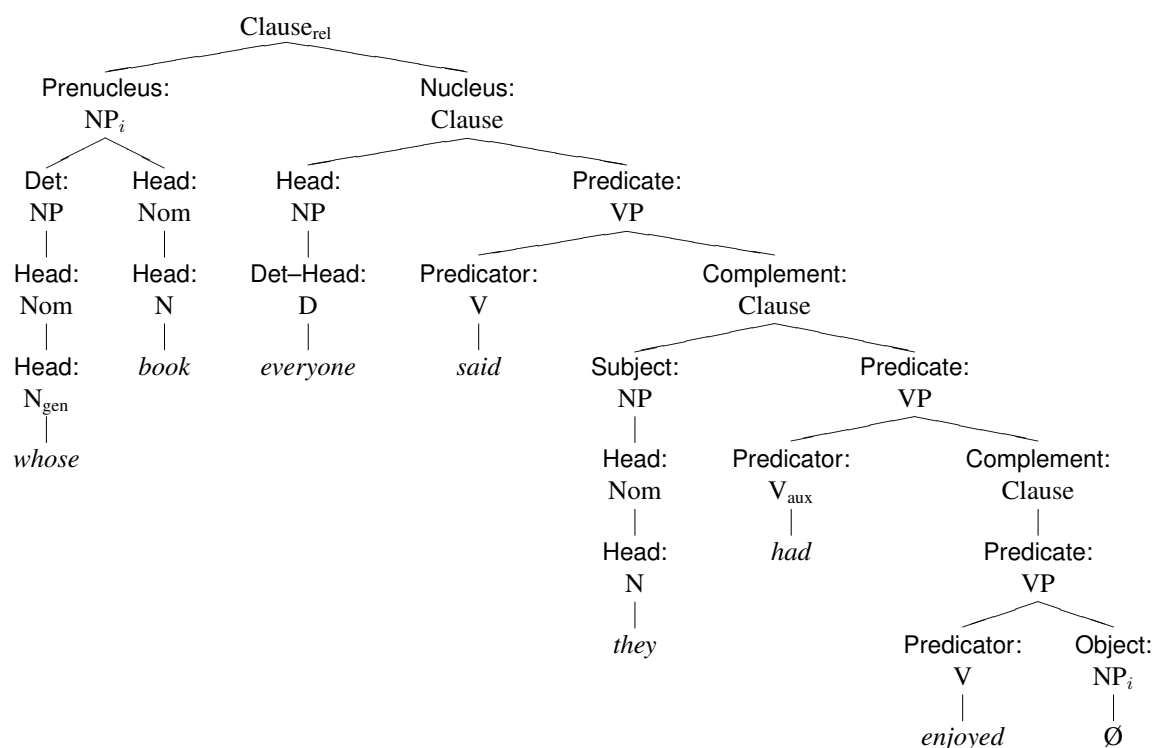 Clause_rel
Prenucleus: Nucleus:
NP_i Clause
Det: Head: Head: Predicate:
NP Nom NP VP
Head: Head: Det–Head: Predicator: Complement:
Nom N D V Clause
Head: book everyone said Subject: Predicate:
N_gen NP VP
whose Head: Predicator: Complement:
Nom V_aux Clause
Head: had Predicate:
N VP
they Predicator: Object:
V NP_i
enjoyed Ø